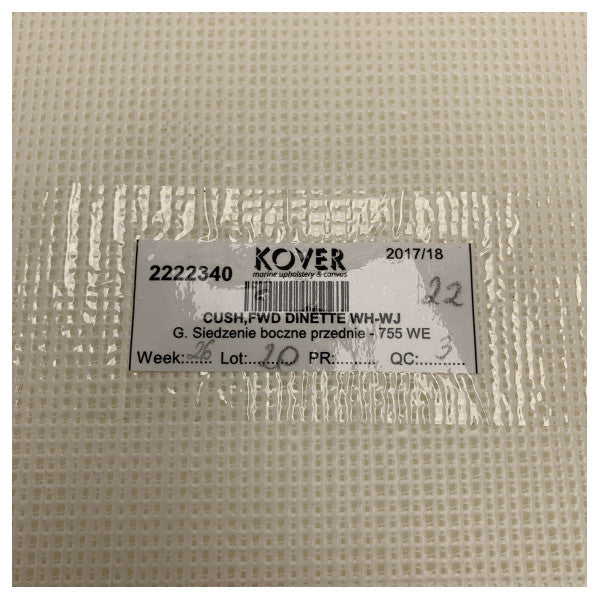 2222340
KOVER
2017/18
marine upholstery & canvas
22
CUSH,FWD DINETTE WH-WJ
G. Siedzenie boczne przednie - 755 WE
Week:26 Lot:20 PR: QC:3